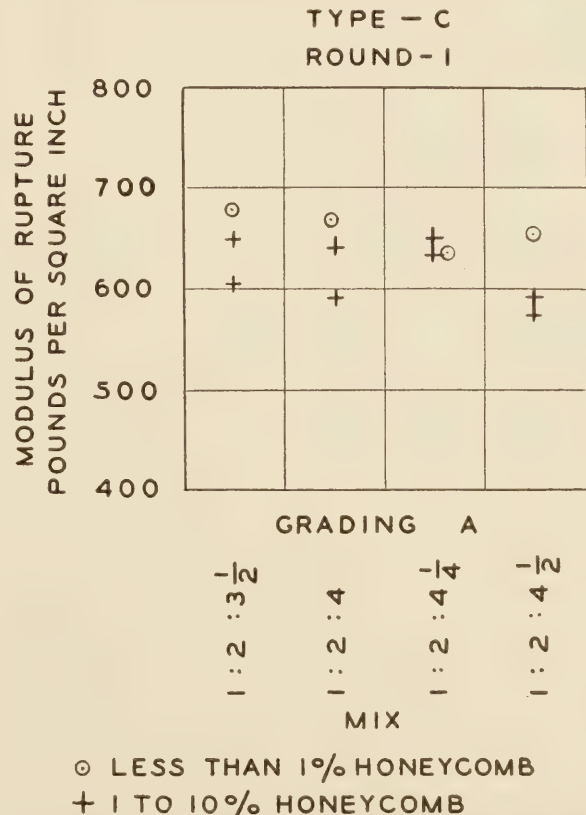 TYPE - C
ROUND - 1
MODULUS OF RUPTURE
POUNDS PER SQUARE INCH
800
700
600
500
400
GRADING A
1 : 2 : 3 1/2
1 : 2 : 4
1 : 2 : 4 1/4
1 : 2 : 4 1/2
MIX
⊙ LESS THAN 1% HONEYCOMB
+ 1 TO 10% HONEYCOMB